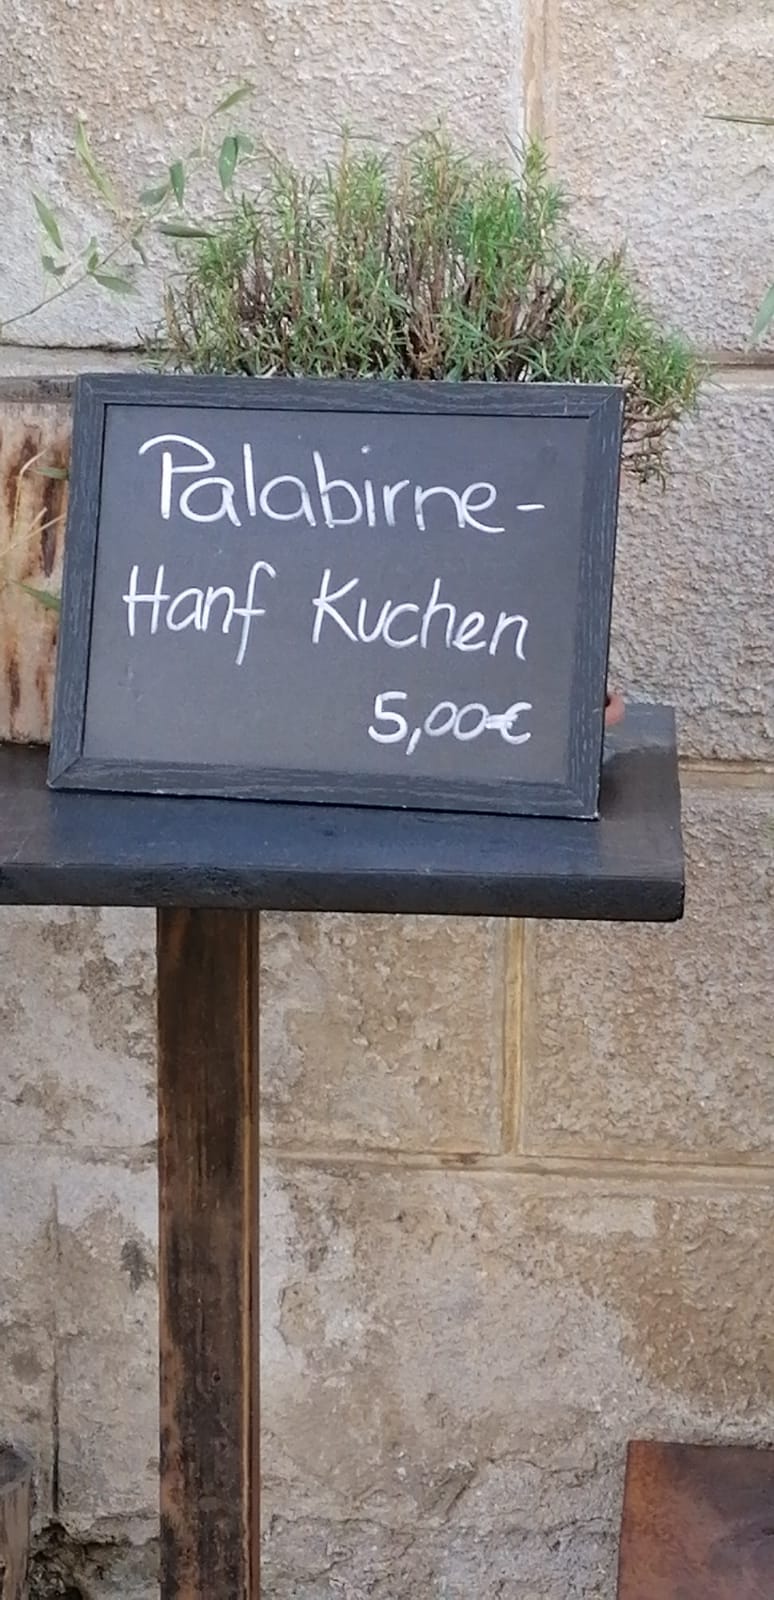 Palabirne-
Hanf Kuchen
5,00€